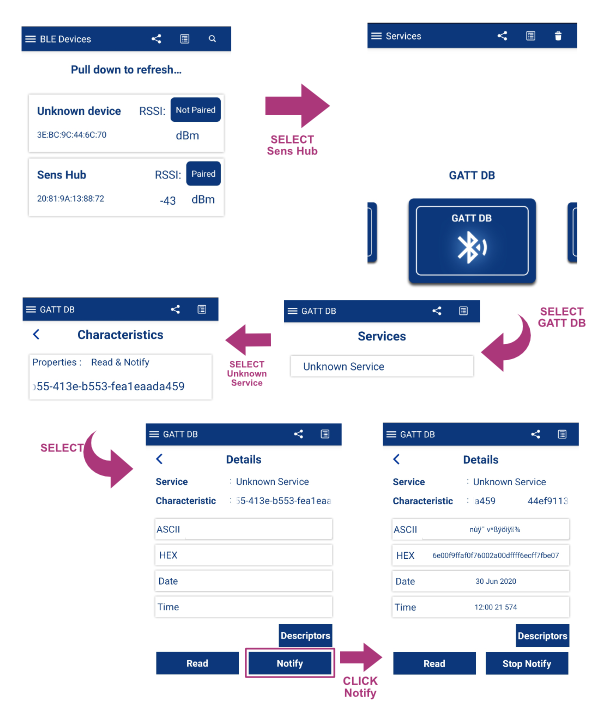 BLE Devices
Pull down to refresh...
Unknown device RSSI: Not Paired
3E:BC:9C:44:6C:70 dBm
Sens Hub RSSI: Paired
20:81:9A:13:88:72 -43 dBm
SELECT
Sens Hub
Services
GATT DB
GATT DB
SELECT
GATT DB
GATT DB
Services
Unknown Service
SELECT
Unknown
Service
GATT DB
Characteristics
Properties : Read & Notify
55-413e-b553-fea1eaada459
SELECT
GATT DB
Details
Service : Unknown Service
Characteristic : 55-413e-b553-fea1eaa
ASCII
HEX
Date
Time
Descriptors
Read Notify
CLICK
Notify
GATT DB
Details
Service : Unknown Service
Characteristic : a459 44ef9113
ASCII
HEX 6e00f9ffaf0f76002a00dffff6ecff7fbe07
Date 30 Jun 2020
Time 12:00 21 574
Descriptors
Read Stop Notify